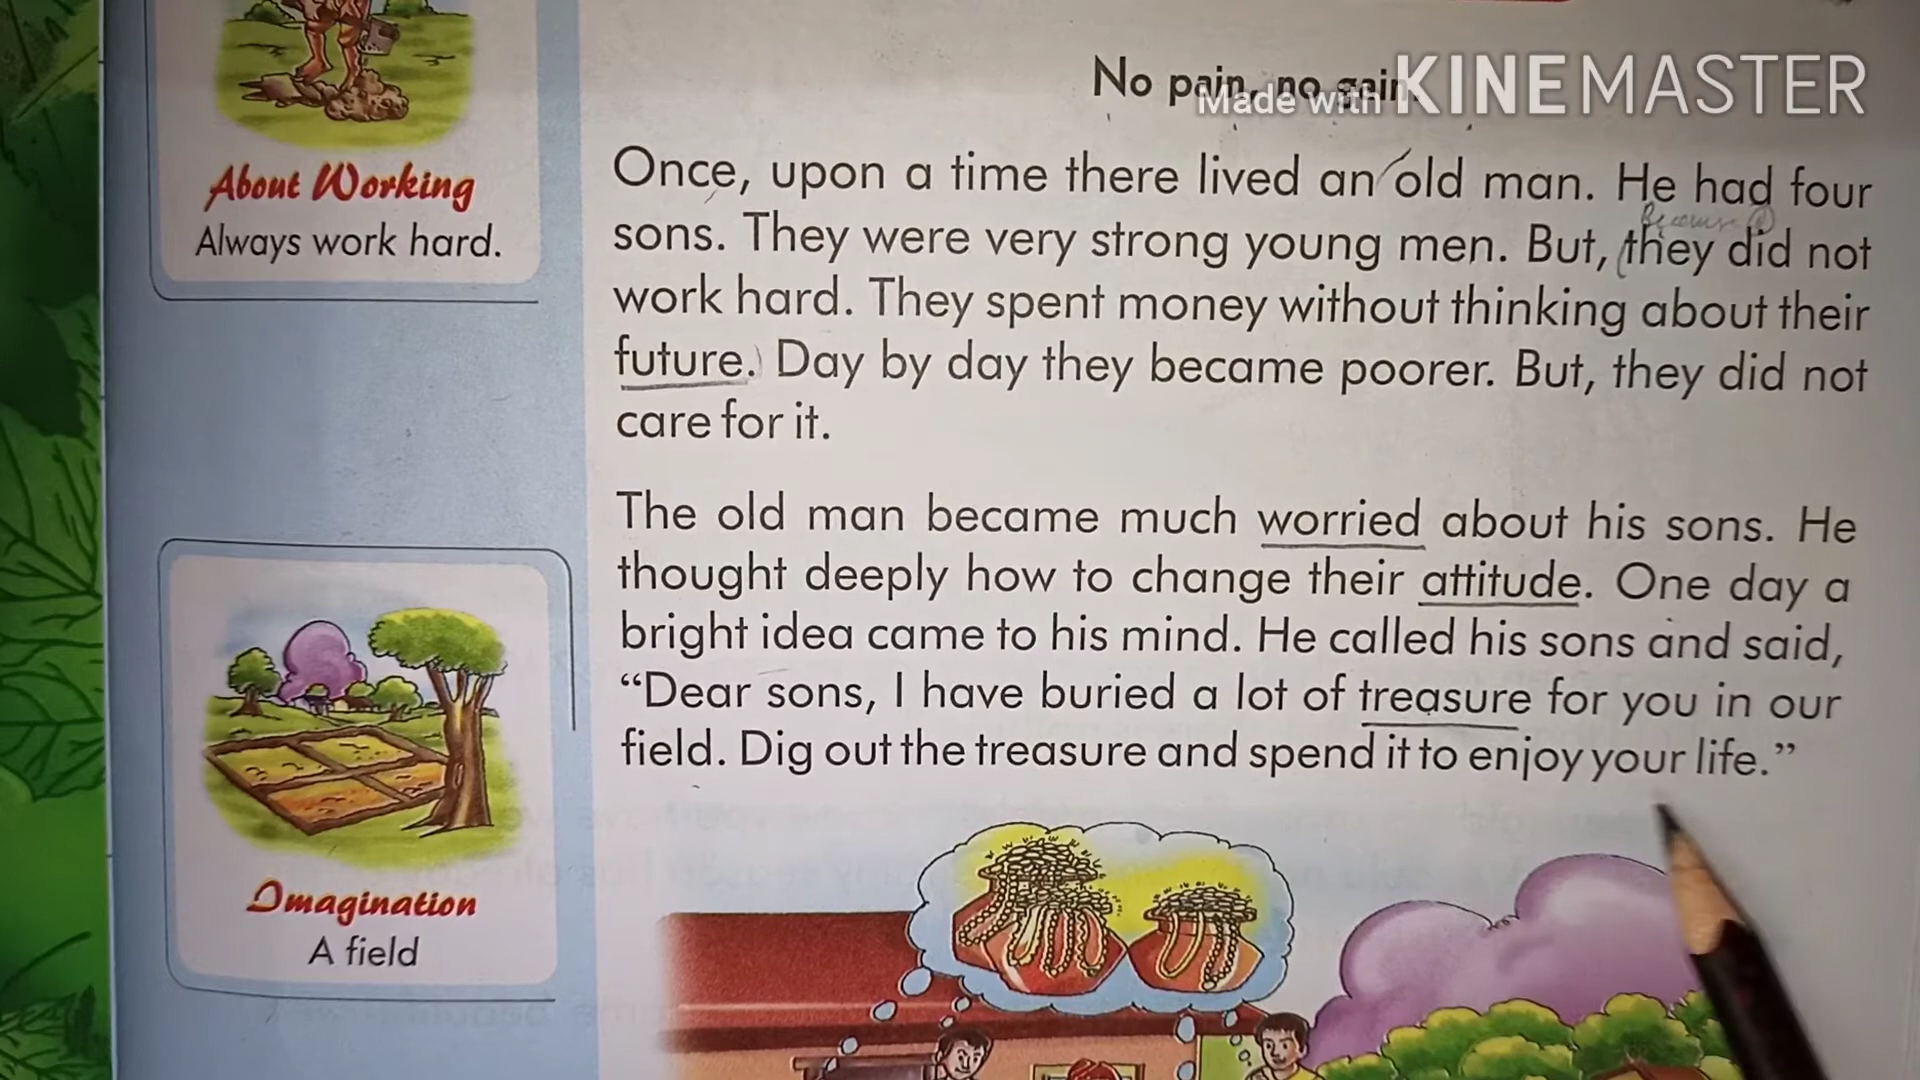 No pain, no gain.
Made with KINEMASTER
About Working
Always work hard.
Once, upon a time there lived an old man. He had four
sons. They were very strong young men. But, they did not
work hard. They spent money without thinking about their
future. Day by day they became poorer. But, they did not
care for it.
The old man became much worried about his sons. He
thought deeply how to change their attitude. One day a
bright idea came to his mind. He called his sons and said,
“Dear sons, I have buried a lot of treasure for you in our
field. Dig out the treasure and spend it to enjoy your life.”
Imagination
A field